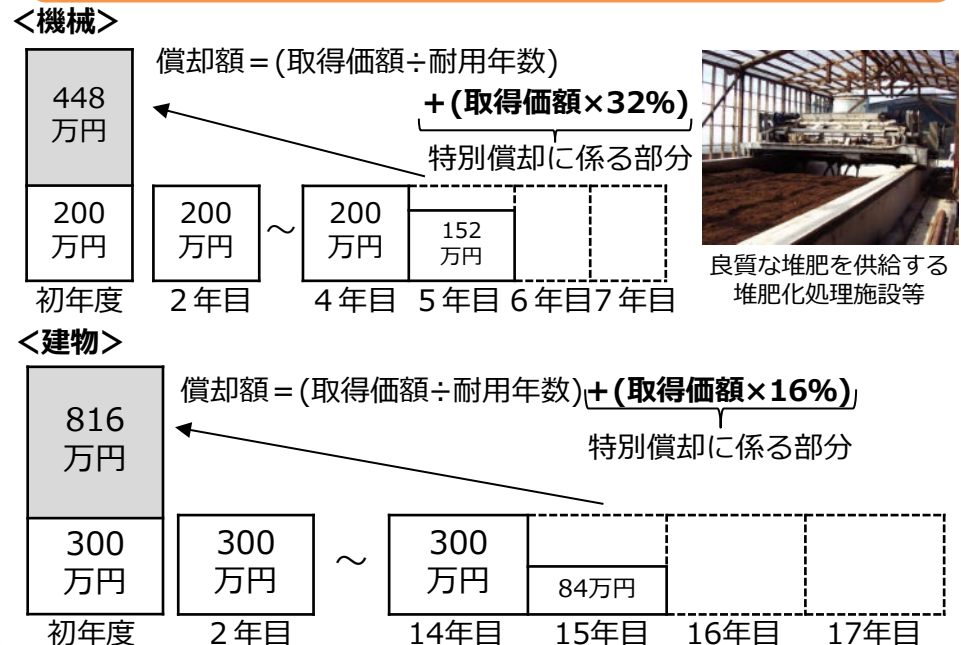 ＜機械＞
償却額＝(取得価額÷耐用年数)
＋(取得価額×32%)
特別償却に係る部分
448
万円
200
万円
200
万円
～
200
万円
152
万円
初年度
２年目
４年目
５年目
６年目
７年目
良質な堆肥を供給する
堆肥化処理施設等
＜建物＞
償却額＝(取得価額÷耐用年数)＋(取得価額×16%)
特別償却に係る部分
816
万円
300
万円
300
万円
～
300
万円
84万円
初年度
２年目
14年目
15年目
16年目
17年目